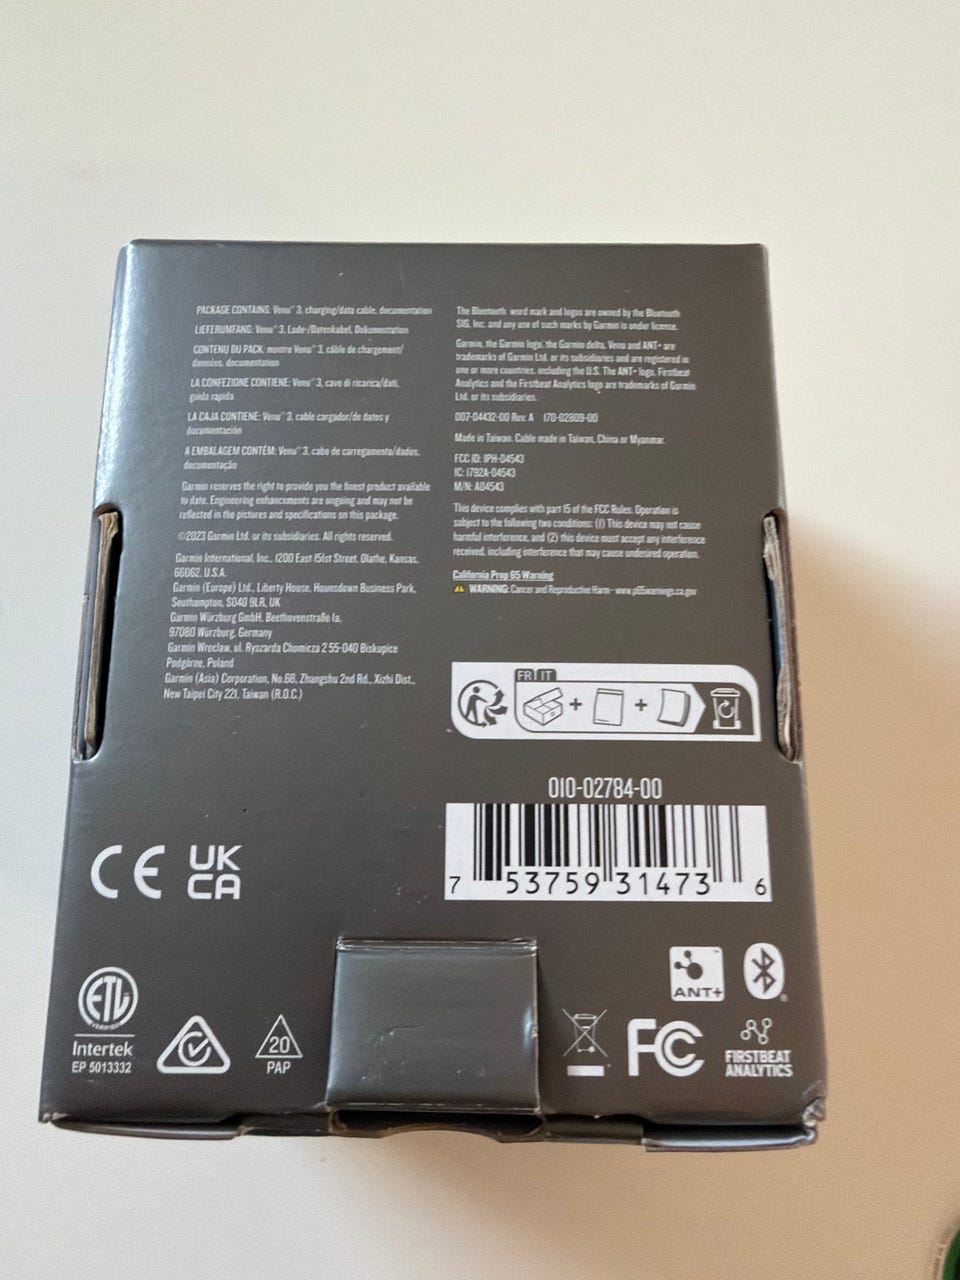 PACKAGE CONTAINS: Venu™ 3, charging/data cable, documentation
LIEFERUMFANG: Venu™ 3, Lade-/Datenkabel, Dokumentation
CONTENU DU PACK: montre Venu™ 3, câble de chargement/
données, documentation
LA CONFEZIONE CONTIENE: Venu™ 3, cavo di ricarica/dati,
guida rapida
LA CAJA CONTIENE: Venu™ 3, cable cargador/de datos y
documentación
A EMBALAGEM CONTÉM: Venu™ 3, cabo de carregamento/dados,
documentação
Garmin reserves the right to provide you the finest product available
to date. Engineering enhancements are ongoing and may not be
reflected in the pictures and specifications on this package.
©2023 Garmin Ltd. or its subsidiaries. All rights reserved.
Garmin International, Inc., 1200 East 151st Street, Olathe, Kansas,
66062, U.S.A.
Garmin (Europe) Ltd., Liberty House, Hounsdown Business Park,
Southampton, SO40 9LR, UK
Garmin Würzburg GmbH, Beethovenstraße 1a,
97080 Würzburg, Germany
Garmin Wroclaw, ul. Ryszarda Chomicza 2 55-040 Biskupice
Podgórne, Poland
Garmin (Asia) Corporation, No.68, Zhangshu 2nd Rd., Xizhi Dist.,
New Taipei City 221, Taiwan (R.O.C.)
The Bluetooth word mark and logos are owned by the Bluetooth
SIG, Inc. and any use of such marks by Garmin is under license.
Garmin, the Garmin logo, the Garmin delta, Venu and ANT+ are
trademarks of Garmin Ltd. or its subsidiaries and are registered in
one or more countries, including the U.S. The ANT+ logo, Firstbeat
Analytics and the Firstbeat Analytics logo are trademarks of Garmin
Ltd. or its subsidiaries.
007-04432-00 Rev. A 170-02809-00
Made in Taiwan. Cable made in Taiwan, China or Myanmar.
FCC ID: IPH-04543
IC: 1792A-04543
M/N: A04543
This device complies with part 15 of the FCC Rules. Operation is
subject to the following two conditions: (1) This device may not cause
harmful interference, and (2) this device must accept any interference
received, including interference that may cause undesired operation.
California Prop 65 Warning
WARNING: Cancer and Reproductive Harm - www.p65warnings.ca.gov
FR IT
010-02784-00
7 53759 31473 6
CE
UK
CA
ANT+
ETL
VERIFIED
Intertek
EP 5013332
20
PAP
FC
FIRSTBEAT
ANALYTICS